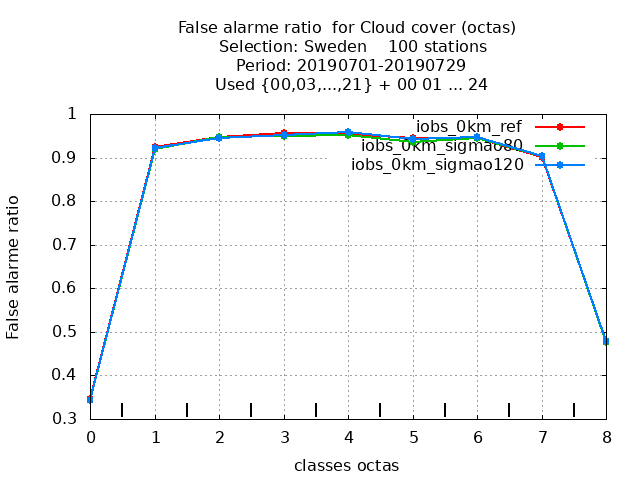 False alarme ratio  for Cloud cover (octas)
Selection: Sweden    100 stations
Period: 20190701-20190729
Used {00,03,...,21} + 00 01 ... 24
1
0.9
0.8
0.7
0.6
0.5
0.4
0.3
False alarme ratio
iobs_0km_ref
iobs_0km_sigmao80
iobs_0km_sigmao120
0 1 2 3 4 5 6 7 8
classes octas